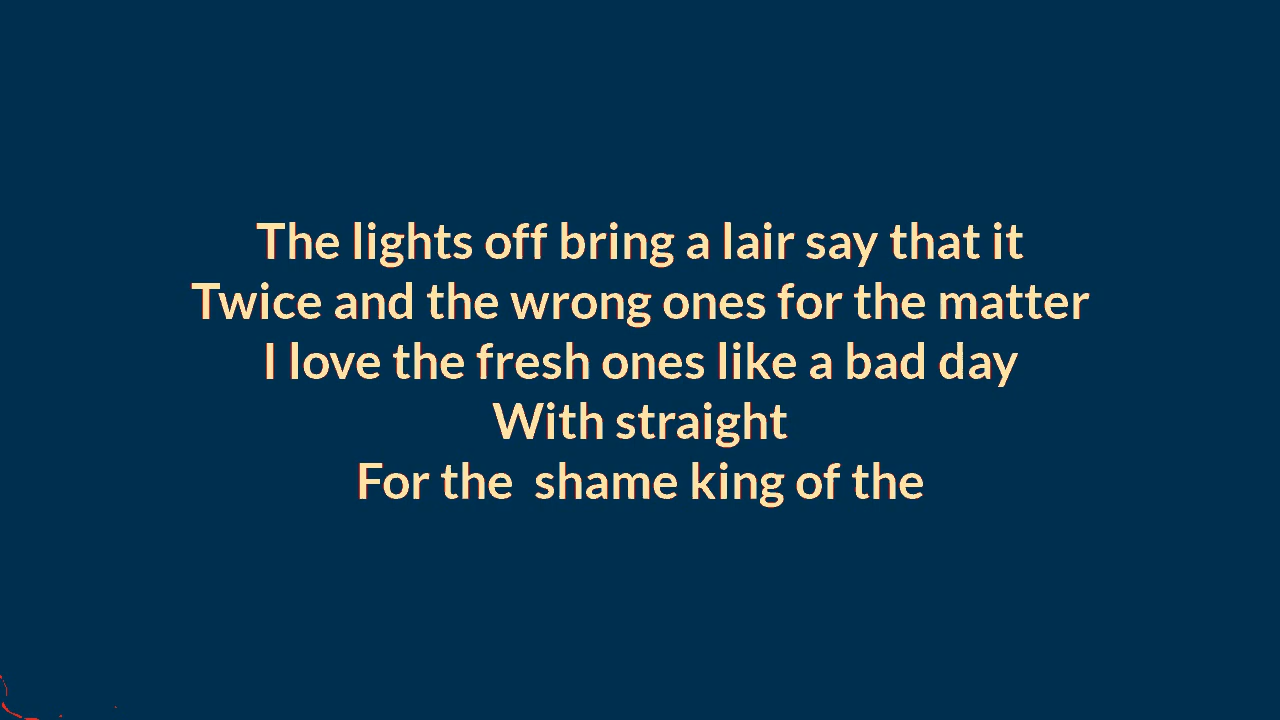 The lights off bring a lair say that it
Twice and the wrong ones for the matter
I love the fresh ones like a bad day
With straight
For the  shame king of the